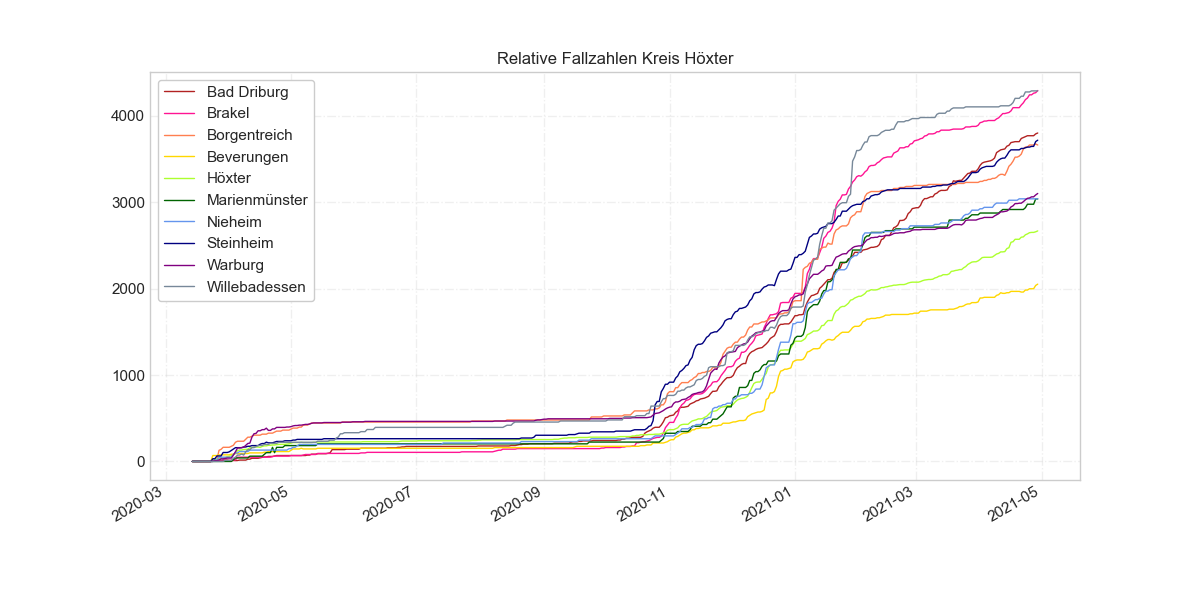 Relative Fallzahlen Kreis Höxter
Bad Driburg
Brakel
Borgentreich
Beverungen
Höxter
Marienmünster
Nieheim
Steinheim
Warburg
Willebadessen
4000
3000
2000
1000
0
2020-03
2020-05
2020-07
2020-09
2020-11
2021-01
2021-03
2021-05